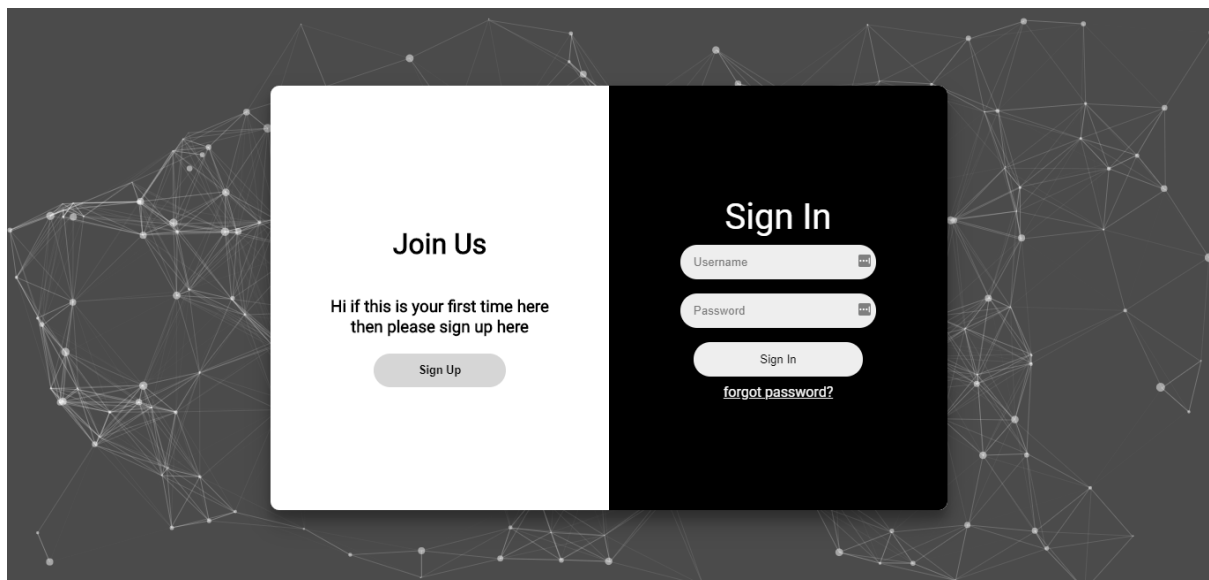 Join Us
Hi if this is your first time here
then please sign up here
Sign Up
Sign In
Username
Password
Sign In
forgot password?